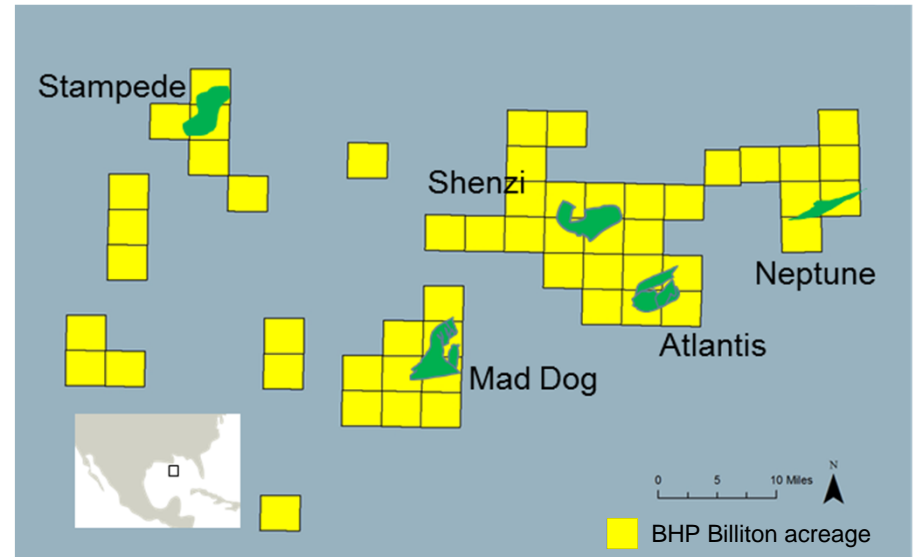 Stampede
Shenzi
Neptune
Atlantis
Mad Dog
N
0 5 10 Miles
BHP Billiton acreage